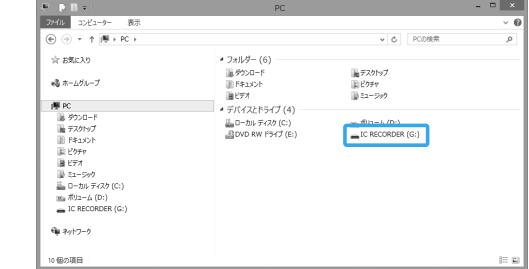 PC
ファイル コンピューター 表示
PC
PCの検索
お気に入り
ホームグループ
PC
ダウンロード
デスクトップ
ドキュメント
ピクチャ
ビデオ
ミュージック
ローカル ディスク (C:)
ボリューム (D:)
IC RECORDER (G:)
ネットワーク
フォルダー (6)
ダウンロード
デスクトップ
ドキュメント
ピクチャ
ビデオ
ミュージック
デバイスとドライブ (4)
ローカル ディスク (C:)
ボリューム (D:)
DVD RW ドライブ (E:)
IC RECORDER (G:)
10 個の項目